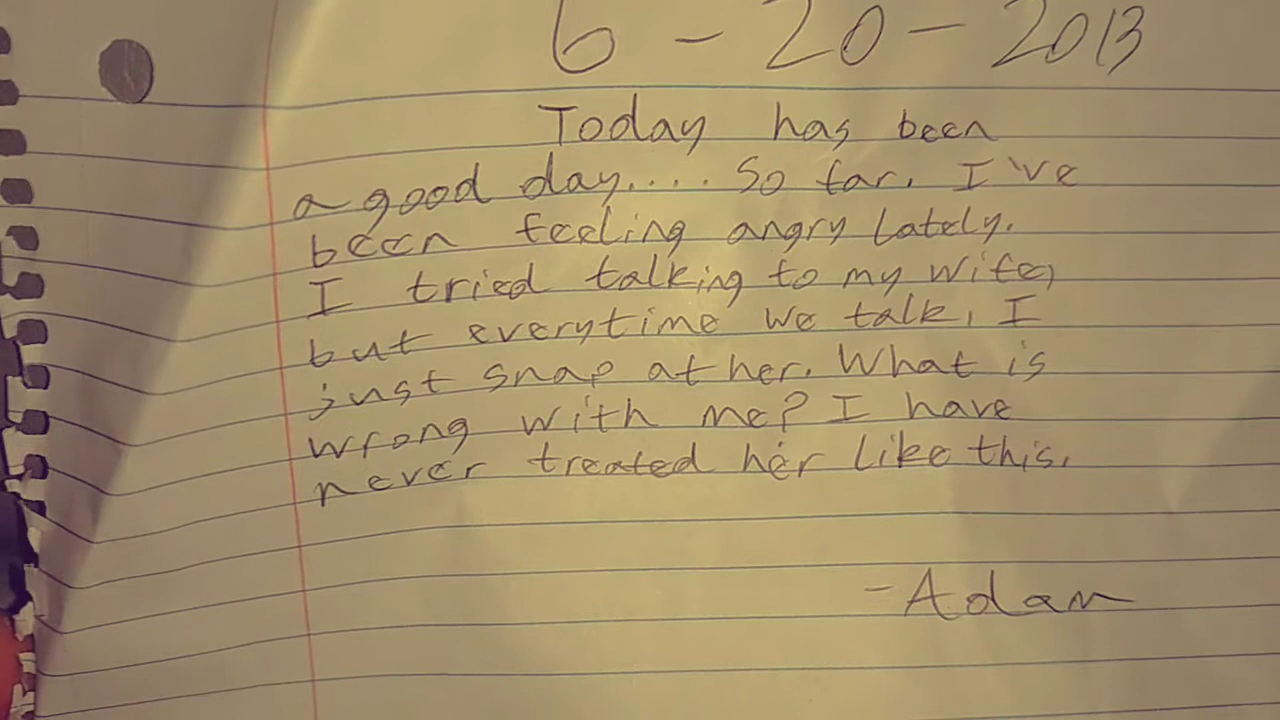 6 - 20 - 2013
Today has been
a good day.... So far. I've
been feeling angry lately.
I tried talking to my wife,
but everytime we talk, I
just snap at her. What is
wrong with me? I have
never treated her like this.
- Adam